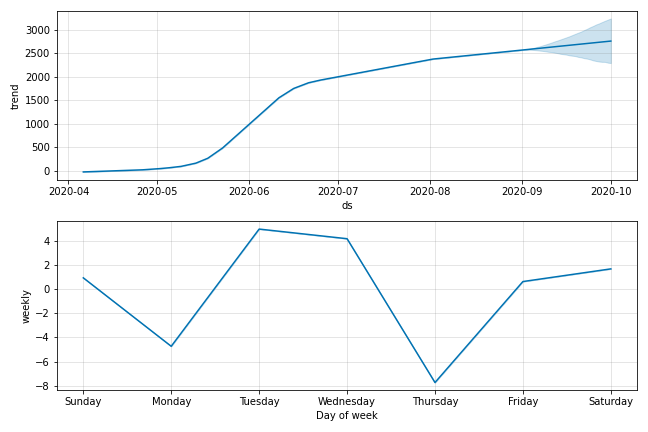 3000
2500
2000
1500
1000
500
0
trend
2020-04 2020-05 2020-06 2020-07 2020-08 2020-09 2020-10
ds
4
2
0
−2
−4
−6
−8
weekly
Sunday Monday Tuesday Wednesday Thursday Friday Saturday
Day of week